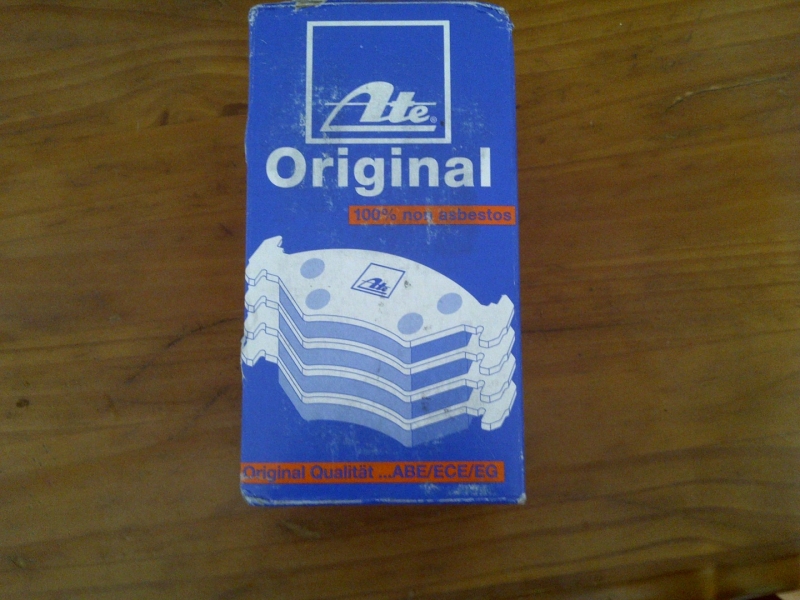 Ate
Original
100% non asbestos
Ate
Original Qualität ...ABE/ECE/EG